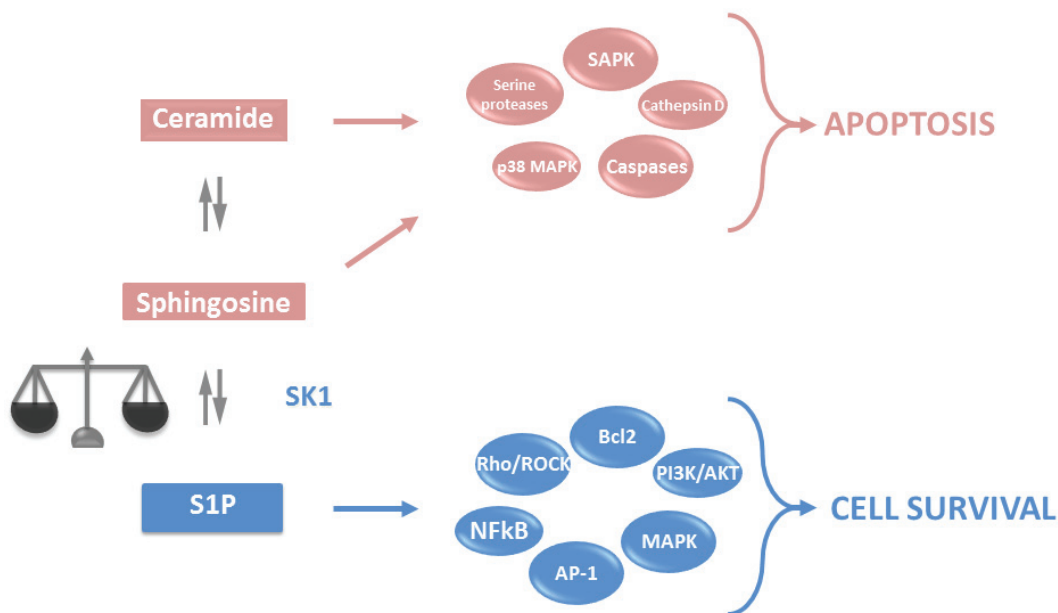 SAPK
Serine
proteases
Cathepsin D
Ceramide
APOPTOSIS
p38 MAPK
Caspases
Sphingosine
SK1
Bcl2
Rho/ROCK
PI3K/AKT
S1P
CELL SURVIVAL
NFkB
MAPK
AP-1